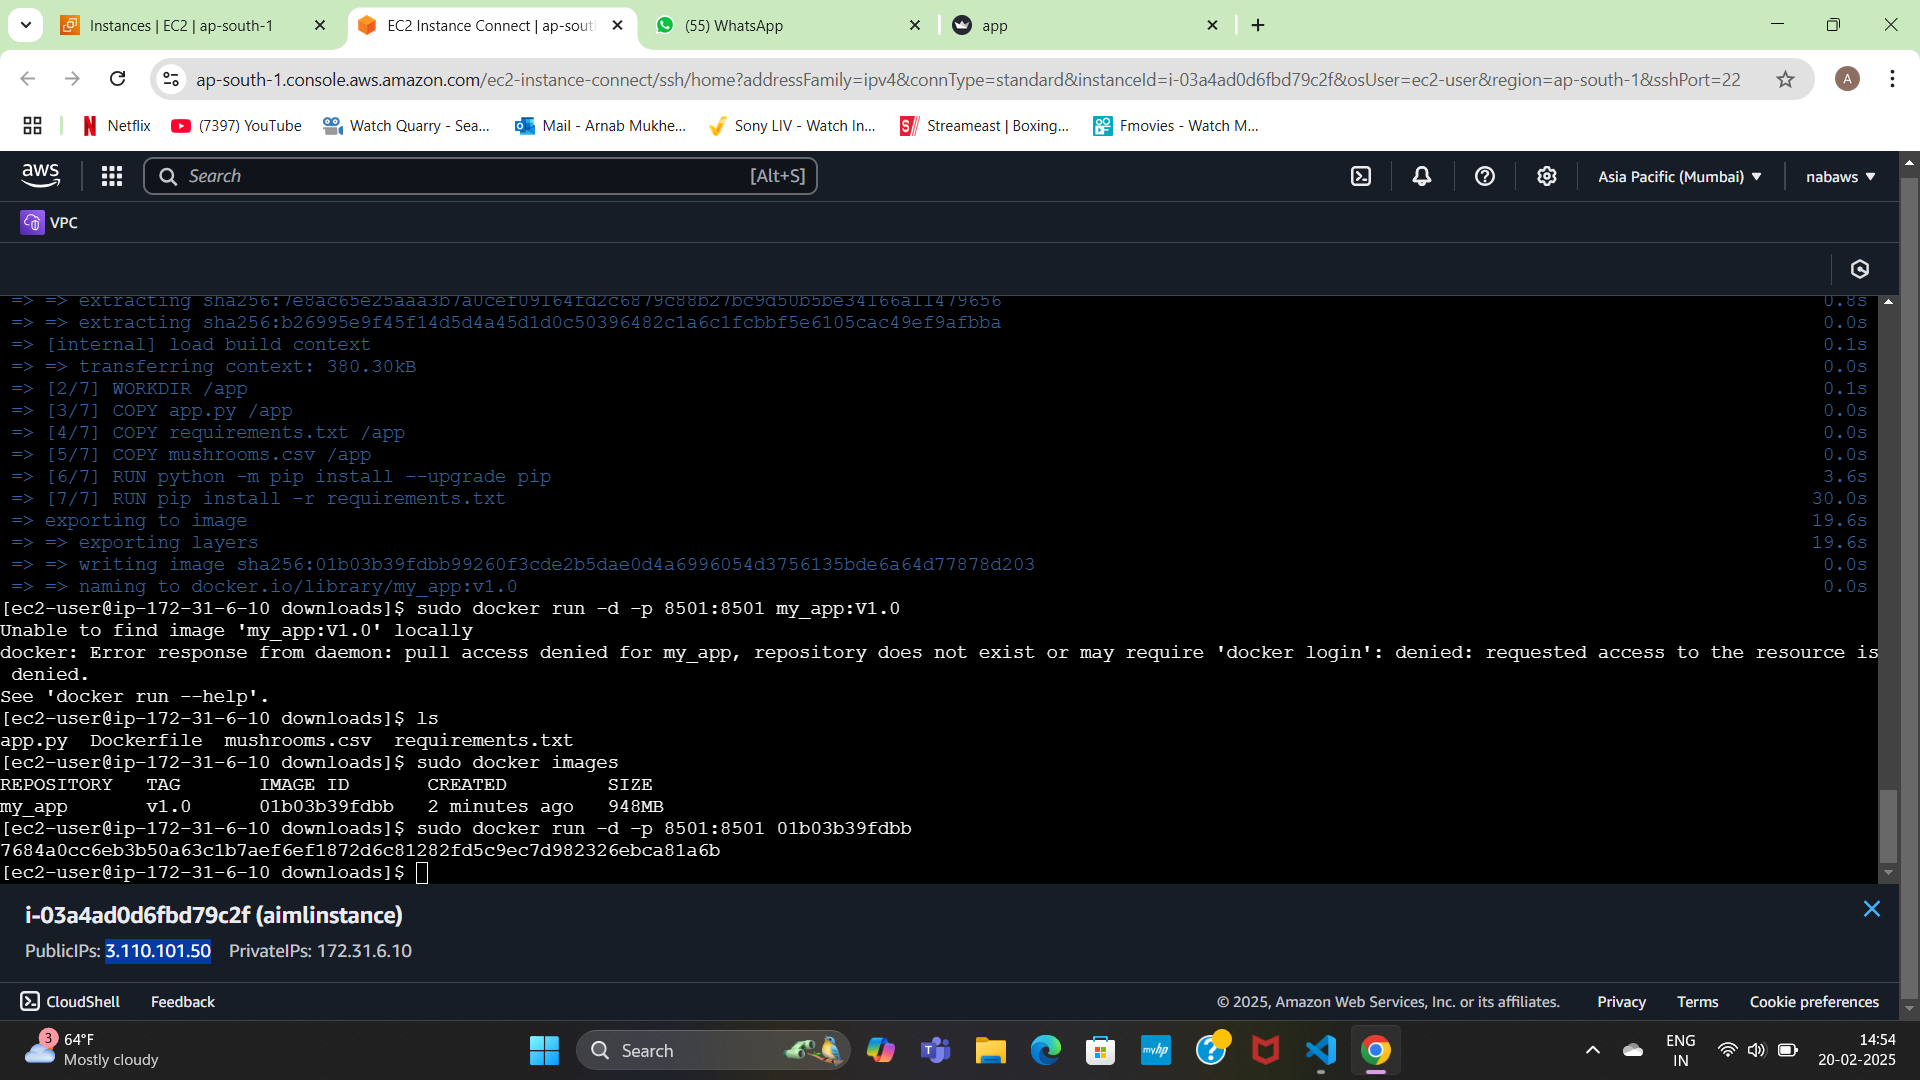 Instances | EC2 | ap-south-1
EC2 Instance Connect | ap-sout
(55) WhatsApp
app
ap-south-1.console.aws.amazon.com/ec2-instance-connect/ssh/home?addressFamily=ipv4&connType=standard&instanceId=i-03a4ad0d6fbd79c2f&osUser=ec2-user&region=ap-south-1&sshPort=22
A
Netflix
(7397) YouTube
Watch Quarry - Sea...
Mail - Arnab Mukhe...
Sony LIV - Watch In...
Streameast | Boxing...
Fmovies - Watch M...
aws
Search
[Alt+S]
Asia Pacific (Mumbai)
nabaws
VPC
=> => extracting sha256:7e8ac65e25aaa3b7a0cef09164fd2c6879c88b27bc9d50b5be34166a11479656 0.8s
=> => extracting sha256:b26995e9f45f14d5d4a45d1d0c50396482c1a6c1fcbbf5e6105cac49ef9afbba 0.0s
=> [internal] load build context 0.1s
=> => transferring context: 380.30kB 0.0s
=> [2/7] WORKDIR /app 0.1s
=> [3/7] COPY app.py /app 0.0s
=> [4/7] COPY requirements.txt /app 0.0s
=> [5/7] COPY mushrooms.csv /app 0.0s
=> [6/7] RUN python -m pip install --upgrade pip 3.6s
=> [7/7] RUN pip install -r requirements.txt 30.0s
=> exporting to image 19.6s
=> => exporting layers 19.6s
=> => writing image sha256:01b03b39fdbb99260f3cde2b5dae0d4a6996054d3756135bde6a64d77878d203 0.0s
=> => naming to docker.io/library/my_app:v1.0 0.0s
[ec2-user@ip-172-31-6-10 downloads]$ sudo docker run -d -p 8501:8501 my_app:V1.0
Unable to find image 'my_app:V1.0' locally
docker: Error response from daemon: pull access denied for my_app, repository does not exist or may require 'docker login': denied: requested access to the resource is
denied.
See 'docker run --help'.
[ec2-user@ip-172-31-6-10 downloads]$ ls
app.py Dockerfile mushrooms.csv requirements.txt
[ec2-user@ip-172-31-6-10 downloads]$ sudo docker images
REPOSITORY TAG IMAGE ID CREATED SIZE
my_app v1.0 01b03b39fdbb 2 minutes ago 948MB
[ec2-user@ip-172-31-6-10 downloads]$ sudo docker run -d -p 8501:8501 01b03b39fdbb
7684a0cc6eb3b50a63c1b7aef6ef1872d6c81282fd5c9ec7d982326ebca81a6b
[ec2-user@ip-172-31-6-10 downloads]$
i-03a4ad0d6fbd79c2f (aimlinstance)
PublicIPs: 3.110.101.50 PrivateIPs: 172.31.6.10
CloudShell
Feedback
© 2025, Amazon Web Services, Inc. or its affiliates.
Privacy
Terms
Cookie preferences
3
64°F
Mostly cloudy
Search
myhp
ENG
IN
14:54
20-02-2025